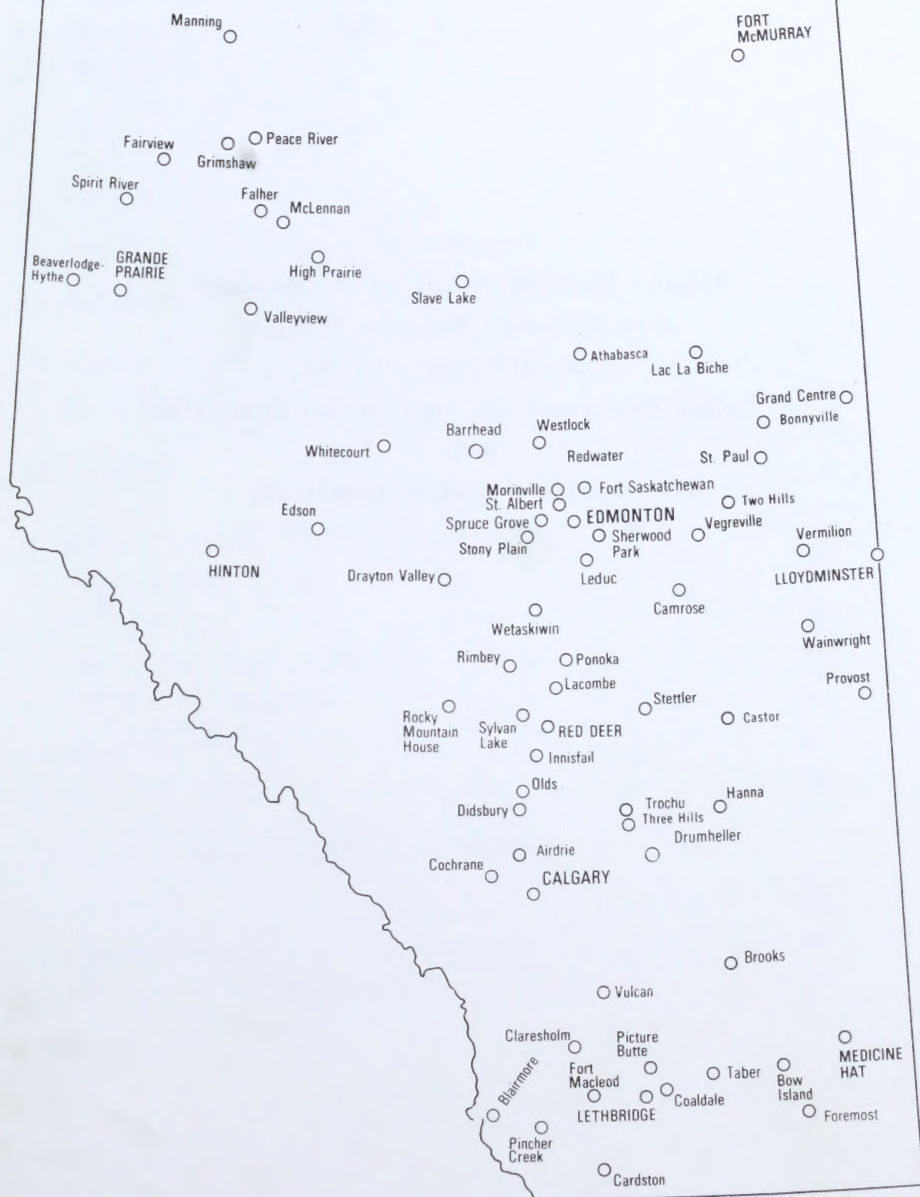 Manning
FORT
McMURRAY
Peace River
Fairview
Grimshaw
Spirit River
Falher
McLennan
Beaverlodge-
Hythe
GRANDE
PRAIRIE
High Prairie
Slave Lake
Valleyview
Athabasca
Lac La Biche
Grand Centre
Bonnyville
Whitecourt
Barrhead
Westlock
Redwater
St. Paul
Morinville
Fort Saskatchewan
St. Albert
Two Hills
Edson
Spruce Grove
EDMONTON
Vegreville
Stony Plain
Sherwood
Park
Vermilion
HINTON
Drayton Valley
Leduc
LLOYDMINSTER
Camrose
Wetaskiwin
Wainwright
Rimbey
Ponoka
Lacombe
Provost
Stettler
Rocky
Mountain
House
Sylvan
Lake
RED DEER
Castor
Innisfail
Olds
Didsbury
Trochu
Hanna
Three Hills
Drumheller
Airdrie
Cochrane
CALGARY
Brooks
Vulcan
Claresholm
Picture
Butte
MEDICINE
HAT
Blairmore
Fort
Macleod
Taber
Bow
Island
Coaldale
LETHBRIDGE
Foremost
Pincher
Creek
Cardston